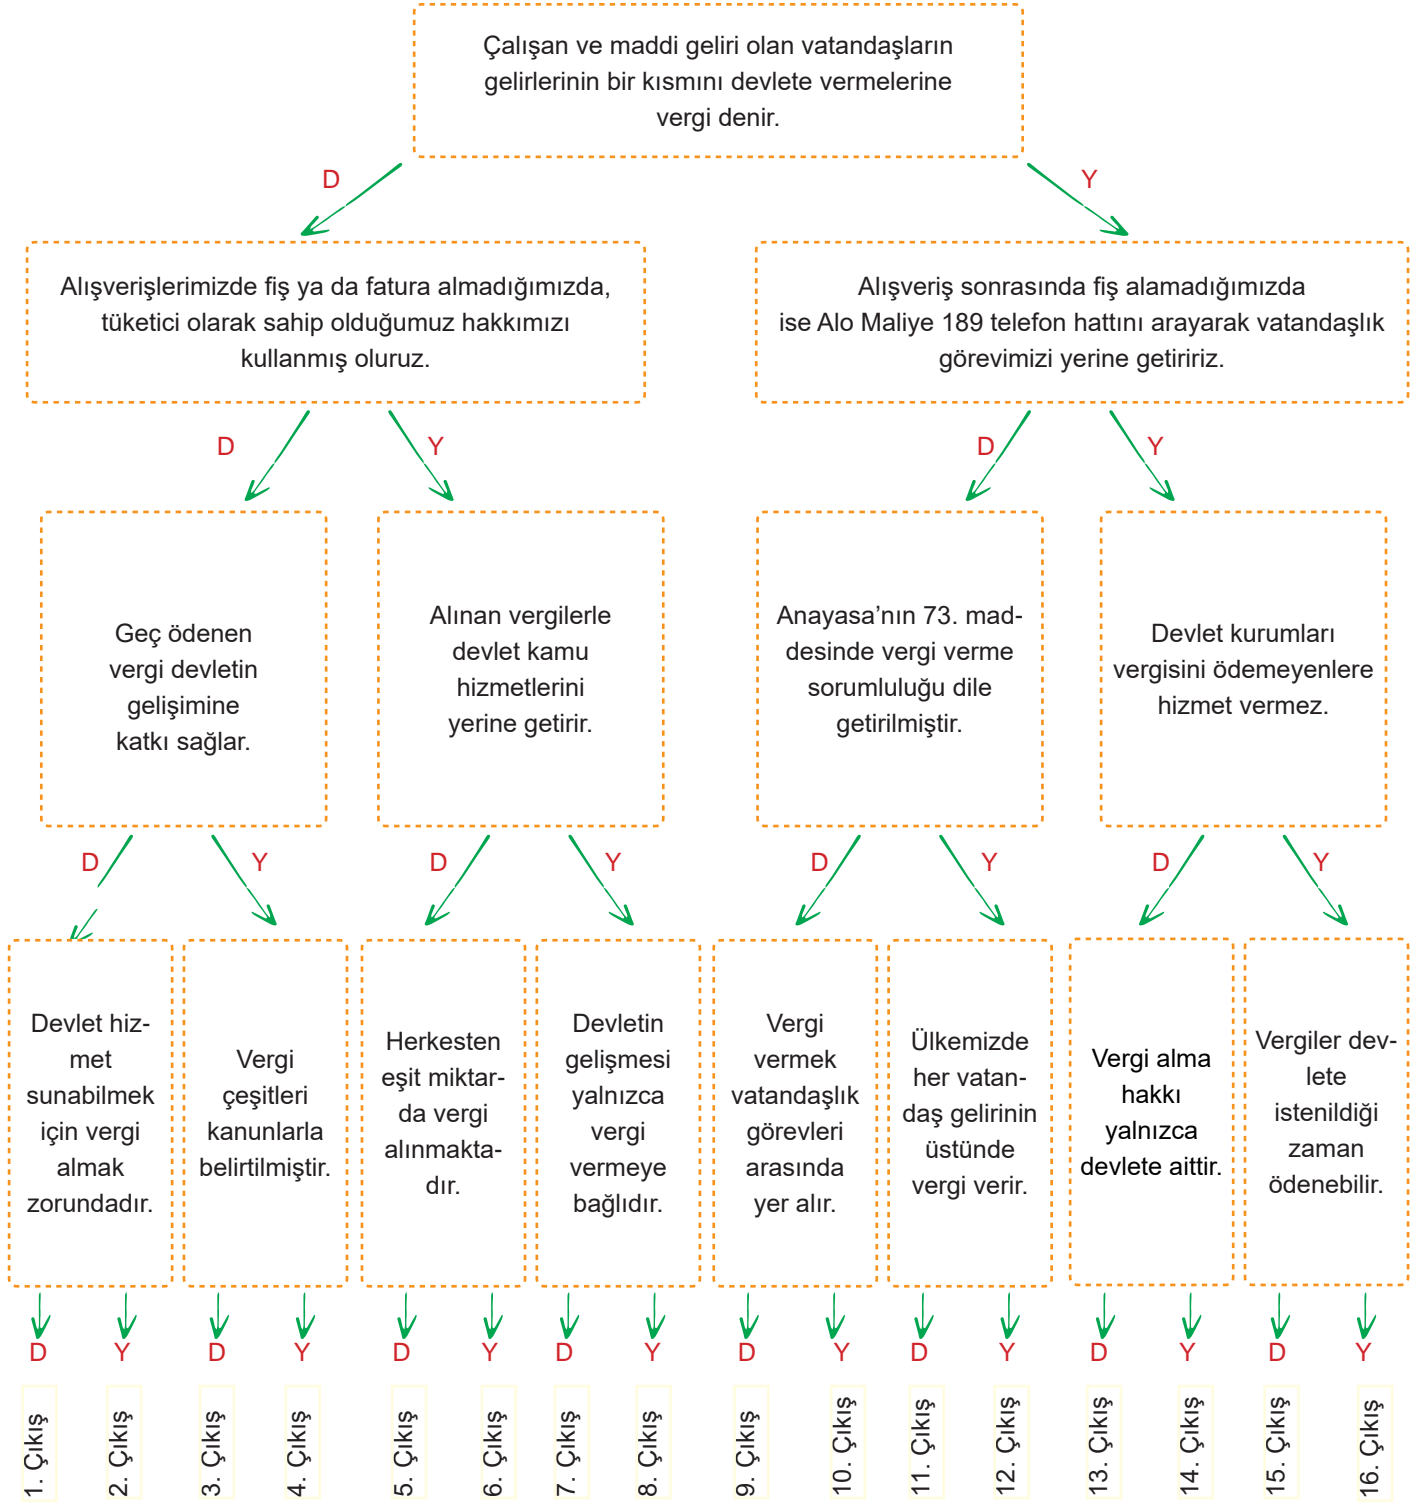 Çalışan ve maddi geliri olan vatandaşların
gelirlerinin bir kısmını devlete vermelerine
vergi denir.
D
Y
Alışverişlerimizde fiş ya da fatura almadığımızda,
tüketici olarak sahip olduğumuz hakkımızı
kullanmış oluruz.
Alışveriş sonrasında fiş alamadığımızda
ise Alo Maliye 189 telefon hattını arayarak vatandaşlık
görevimizi yerine getiririz.
D
Y
D
Y
Geç ödenen
vergi devletin
gelişimine
katkı sağlar.
Alınan vergilerle
devlet kamu
hizmetlerini
yerine getirir.
Anayasa’nın 73. mad-
desinde vergi verme
sorumluluğu dile
getirilmiştir.
Devlet kurumları
vergisini ödemeyenlere
hizmet vermez.
D
Y
D
Y
D
Y
D
Y
Devlet hiz-
met
sunabilmek
için vergi
almak
zorundadır.
Vergi
çeşitleri
kanunlarla
belirtilmiştir.
Herkesten
eşit miktar-
da vergi
alınmakta-
dır.
Devletin
gelişmesi
yalnızca
vergi
vermeye
bağlıdır.
Vergi
vermek
vatandaşlık
görevleri
arasında
yer alır.
Ülkemizde
her vatan-
daş gelirinin
üstünde
vergi verir.
Vergi alma
hakkı
yalnızca
devlete aittir.
Vergiler dev-
lete
istenildiği
zaman
ödenebilir.
D
Y
D
Y
D
Y
D
Y
D
Y
D
Y
D
Y
D
Y
1. Çıkış
2. Çıkış
3. Çıkış
4. Çıkış
5. Çıkış
6. Çıkış
7. Çıkış
8. Çıkış
9. Çıkış
10. Çıkış
11. Çıkış
12. Çıkış
13. Çıkış
14. Çıkış
15. Çıkış
16. Çıkış